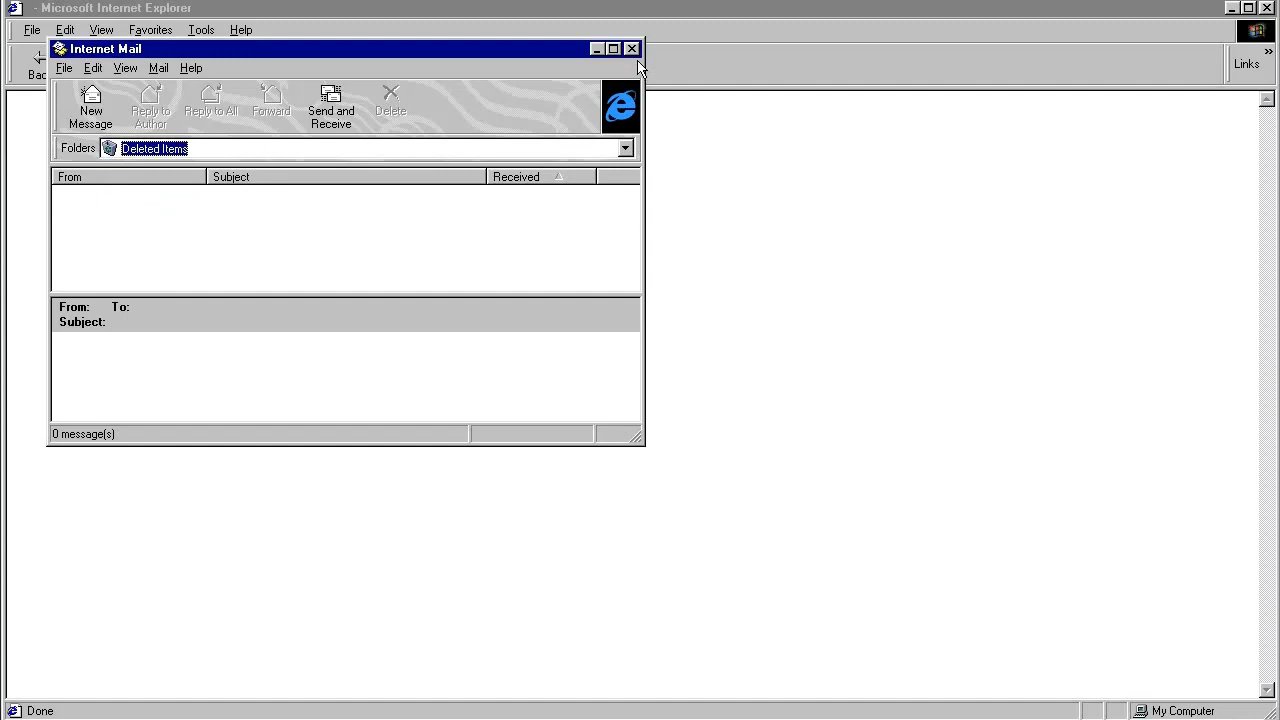 - Microsoft Internet Explorer
File Edit View Favorites Tools Help
Internet Mail
Bac
Links »
File Edit View Mail Help
New Message
Reply to Author
Reply to All
Forward
Send and Receive
Delete
Folders Deleted Items
From Subject Received
From: To:
Subject:
0 message(s)
Done My Computer